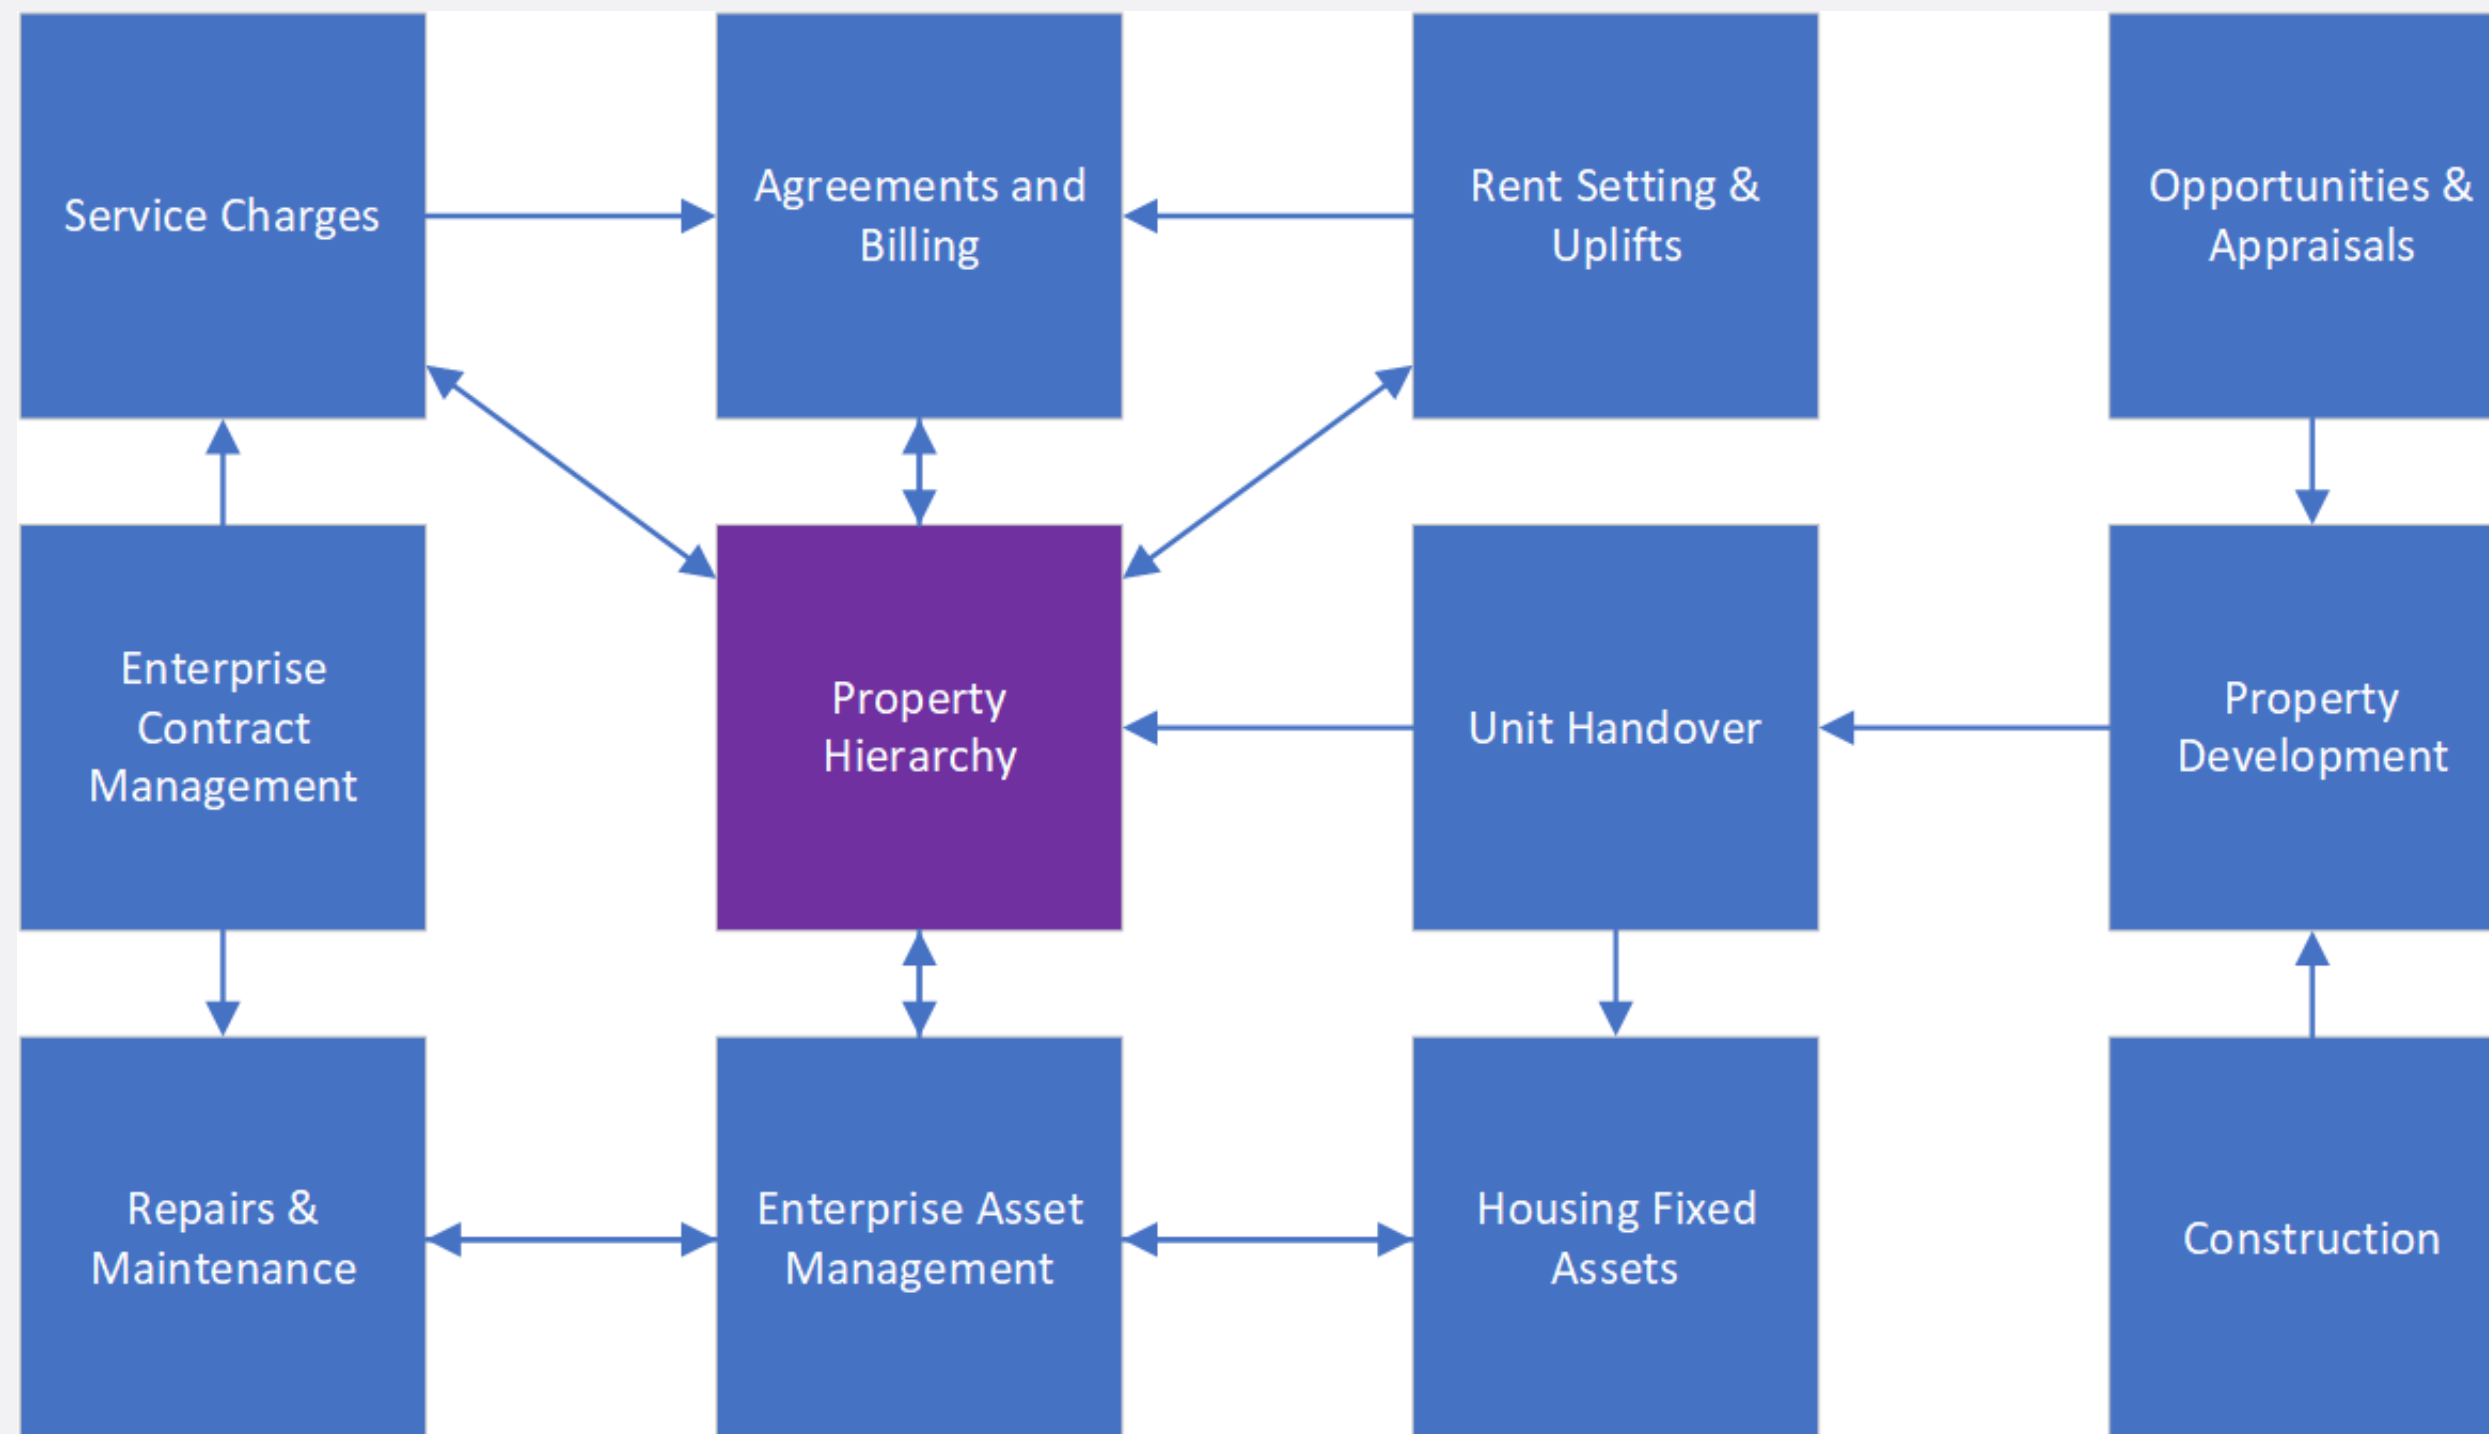 Service Charges
Agreements and
Billing
Rent Setting &
Uplifts
Opportunities &
Appraisals
Enterprise
Contract
Management
Property
Hierarchy
Unit Handover
Property
Development
Repairs &
Maintenance
Enterprise Asset
Management
Housing Fixed
Assets
Construction